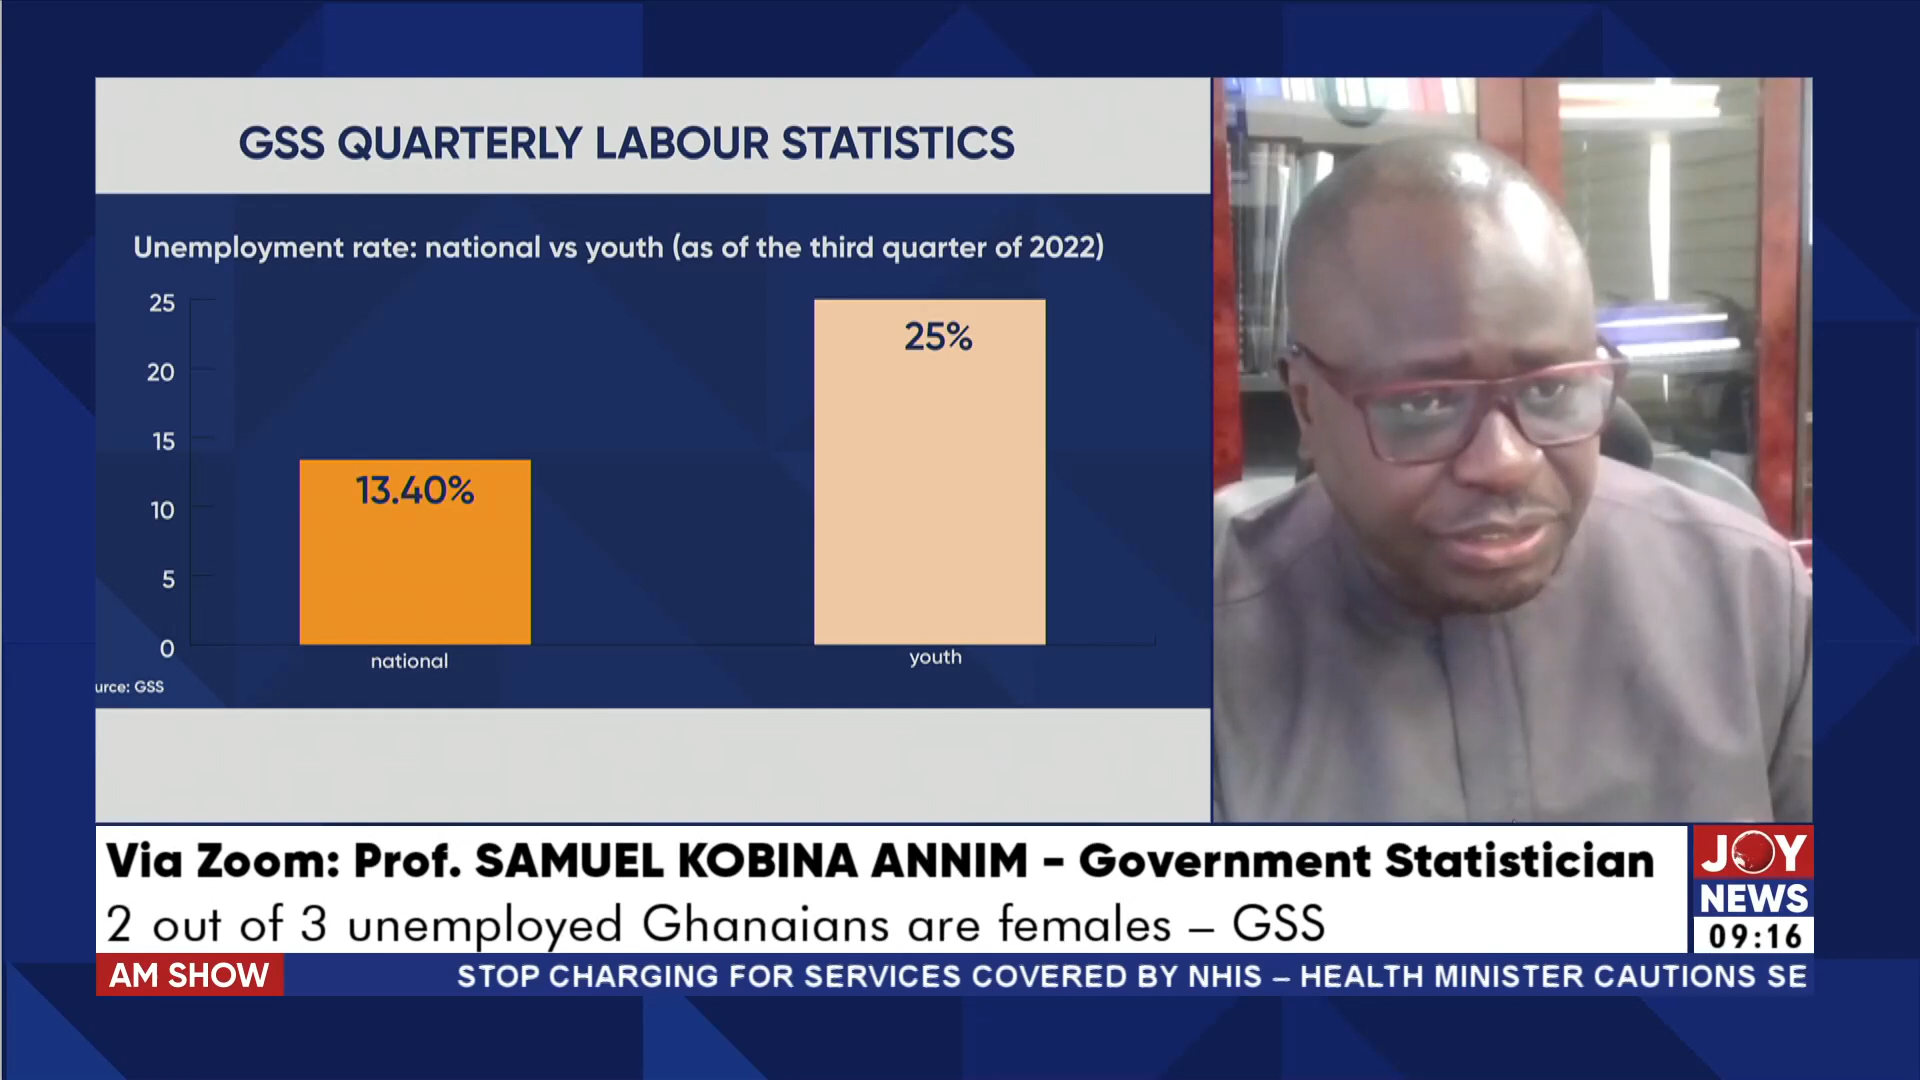 GSS QUARTERLY LABOUR STATISTICS
Unemployment rate: national vs youth (as of the third quarter of 2022)
25
20
15
10
5
0
13.40%
25%
national
youth
urce: GSS
Via Zoom: Prof. SAMUEL KOBINA ANNIM – Government Statistician
2 out of 3 unemployed Ghanaians are females – GSS
JOY
NEWS
09:16
AM SHOW
STOP CHARGING FOR SERVICES COVERED BY NHIS – HEALTH MINISTER CAUTIONS SE